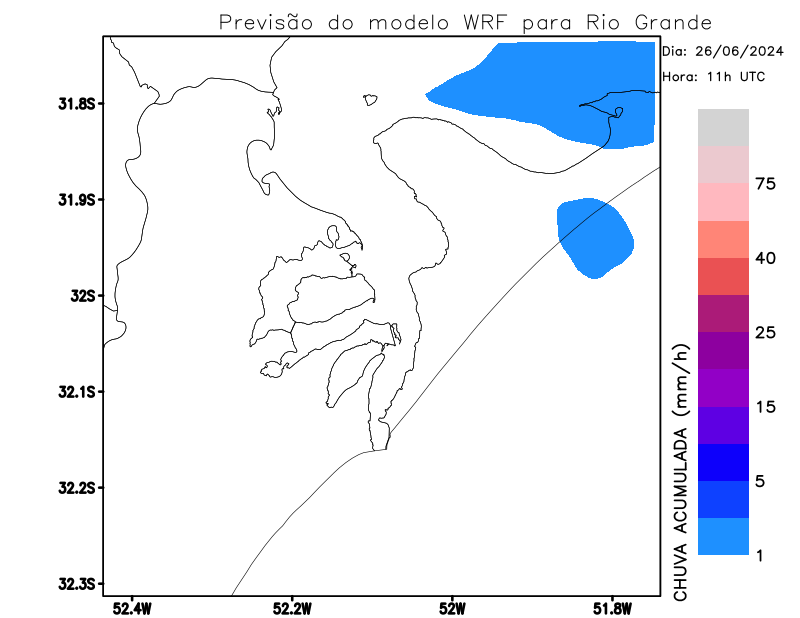 Previsão do modelo WRF para Rio Grande
Dia: 26/06/2024
Hora: 11h UTC
31.8S
31.9S
32S
32.1S
32.2S
32.3S
52.4W 52.2W 52W 51.8W
75
40
25
15
5
1
CHUVA ACUMULADA (mm/h)